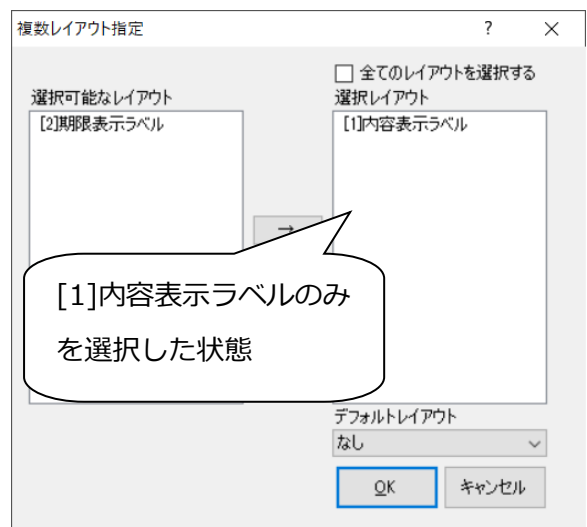 複数レイアウト指定
?
×
全てのレイアウトを選択する
選択可能なレイアウト
選択レイアウト
[2]期限表示ラベル
[1]内容表示ラベル
→
[1]内容表示ラベルのみ
を選択した状態
デフォルトレイアウト
なし
OK
キャンセル